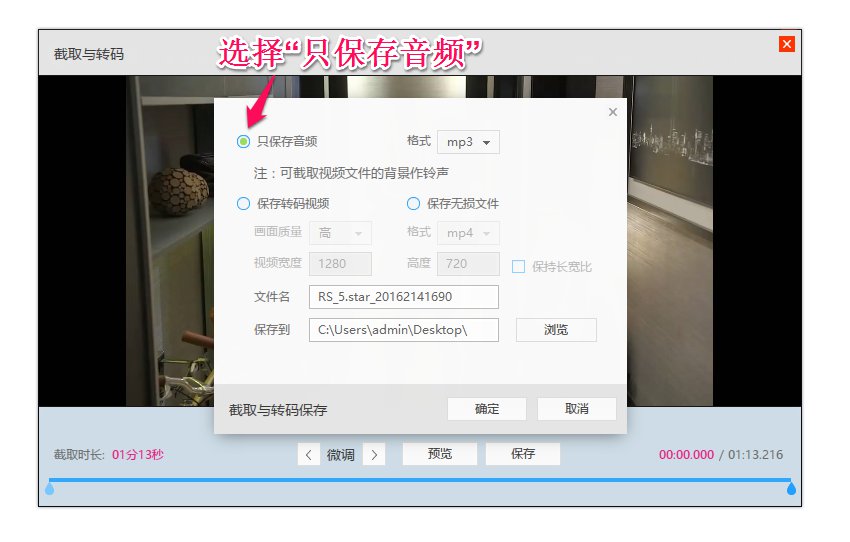 截取与转码
选择“只保存音频”
只保存音频 格式 mp3
注：可截取视频文件的背景作铃声
保存转码视频 保存无损文件
画面质量 高 格式 mp4
视频宽度 1280 高度 720 保持长宽比
文件名 RS_5.star_20162141690
保存到 C:\Users\admin\Desktop\ 浏览
截取与转码保存 确定 取消
截取时长: 01分13秒 微调 预览 保存 00:00.000 / 01:13.216